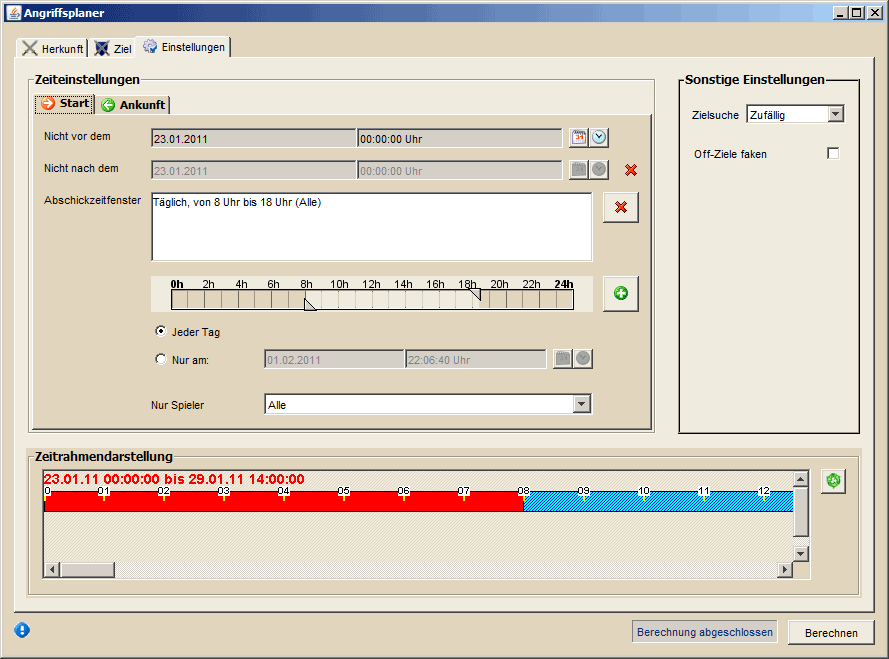 Angriffsplaner
Herkunft Ziel Einstellungen
Zeiteinstellungen
Start Ankunft
Nicht vor dem 23.01.2011 00:00:00 Uhr
Nicht nach dem 23.01.2011 00:00:00 Uhr
Abschickzeitfenster Täglich, von 8 Uhr bis 18 Uhr (Alle)
0h 2h 4h 6h 8h 10h 12h 14h 16h 18h 20h 22h 24h
Jeder Tag
Nur am: 01.02.2011 22:06:40 Uhr
Nur Spieler Alle
Sonstige Einstellungen
Zielsuche Zufällig
Off-Ziele faken
Zeitrahmendarstellung
23.01.11 00:00:00 bis 29.01.11 14:00:00
0 01 02 03 04 05 06 07 08 09 10 11 12
Berechnung abgeschlossen Berechnen